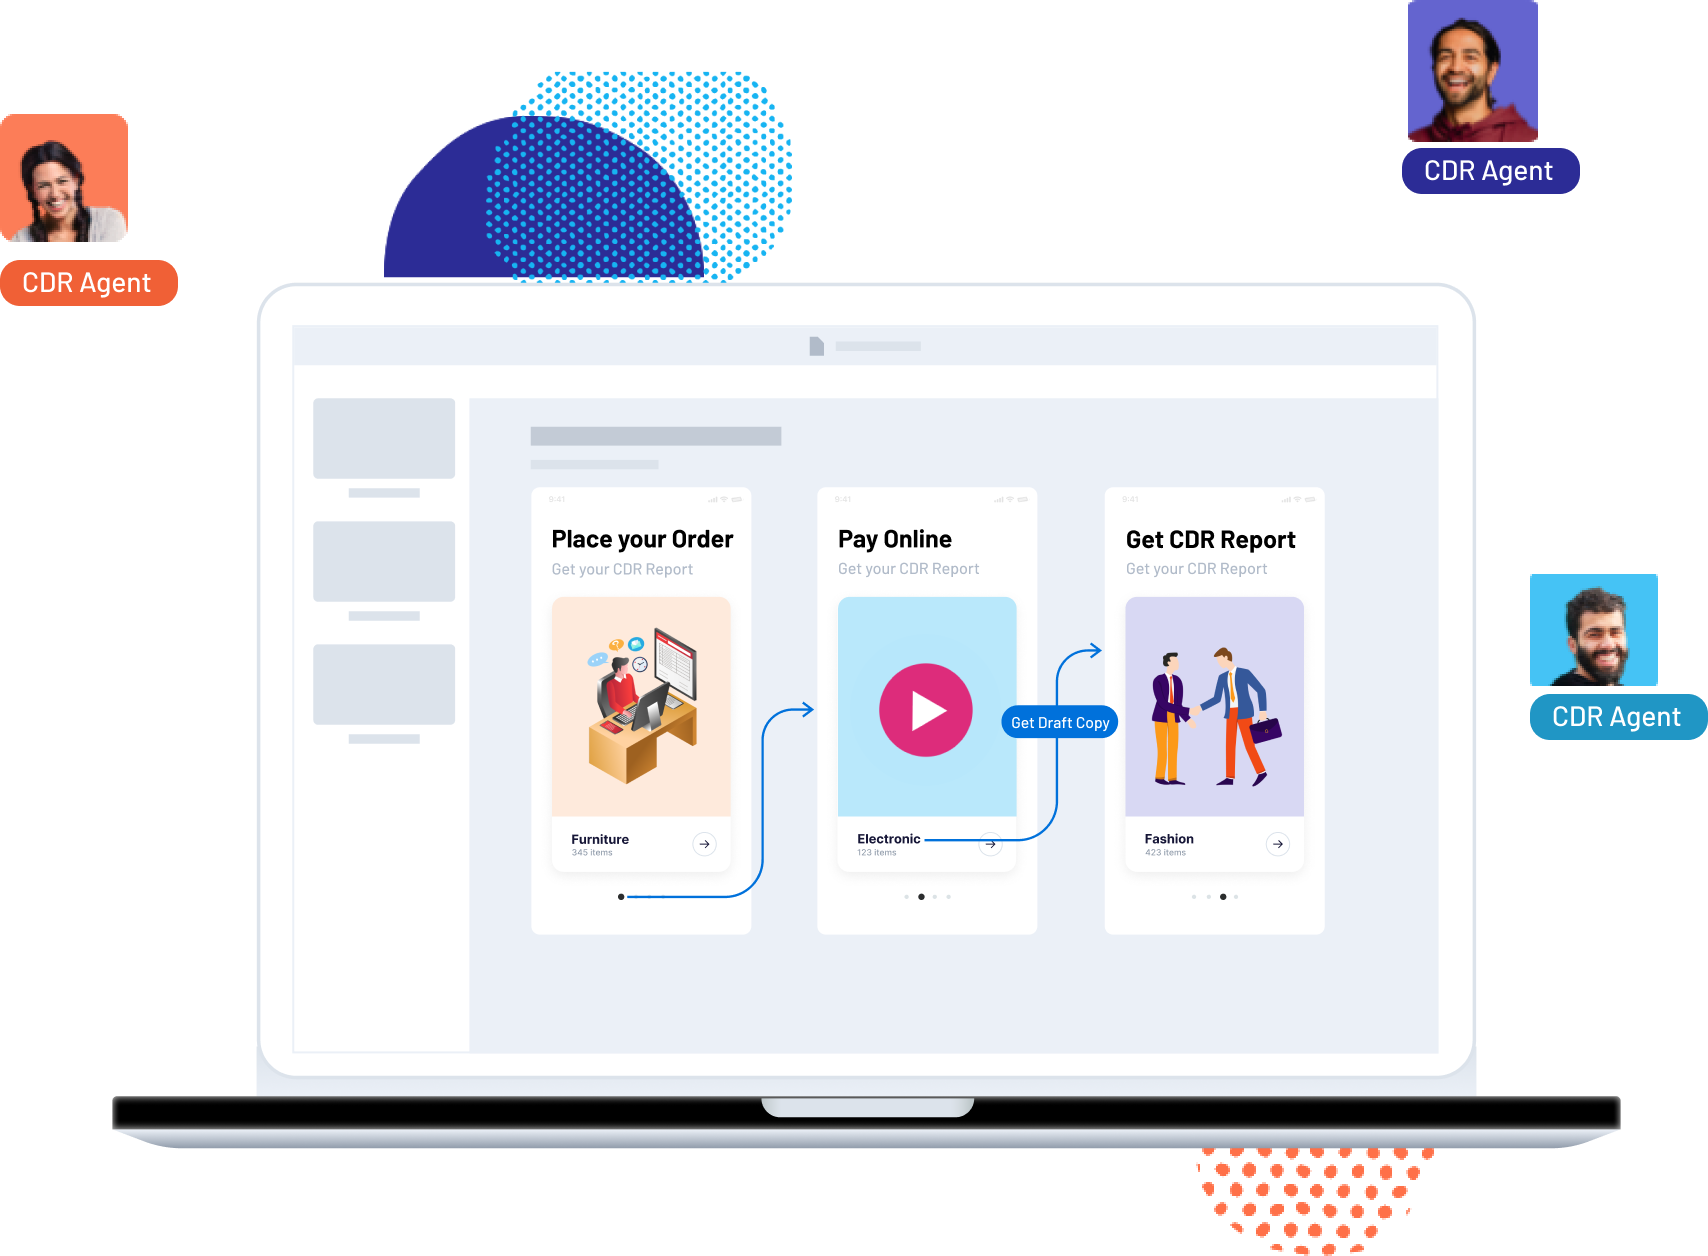 CDR Agent
CDR Agent
9:41
Place your Order
Get your CDR Report
Furniture
345 items
9:41
Pay Online
Get your CDR Report
Get Draft Copy
Electronic
123 items
9:41
Get CDR Report
Get your CDR Report
Fashion
423 items
CDR Agent